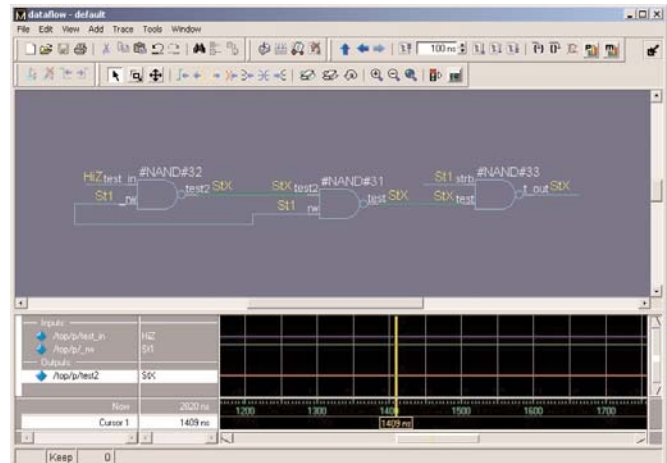 dataflow - default
File Edit View Add Trace Tools Window
100 ns
HiZ test_in #NAND#32 test2 StX
St1 _rw
StX test2 #NAND#31 test StX
St1 rw
St1 strb #NAND#33 t_out StX
StX test
Inputs:
/top/p/test_in HiZ
/top/p/_rw St1
Outputs:
/top/p/test2 StX
Now 2820 ns
1200 1300 1400 1500 1600 1700
Cursor 1 1409 ns 1409 ns
Keep 0